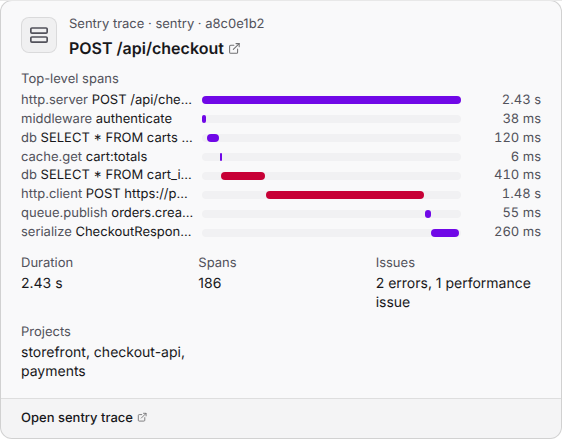 Sentry trace · sentry · a8c0e1b2
POST /api/checkout
Top-level spans
http.server POST /api/che... 2.43 s
middleware authenticate 38 ms
db SELECT * FROM carts ... 120 ms
cache.get cart:totals 6 ms
db SELECT * FROM cart_i... 410 ms
http.client POST https://p... 1.48 s
queue.publish orders.crea... 55 ms
serialize CheckoutRespon... 260 ms
Duration Spans Issues
2.43 s 186 2 errors, 1 performance
issue
Projects
storefront, checkout-api,
payments
Open sentry trace